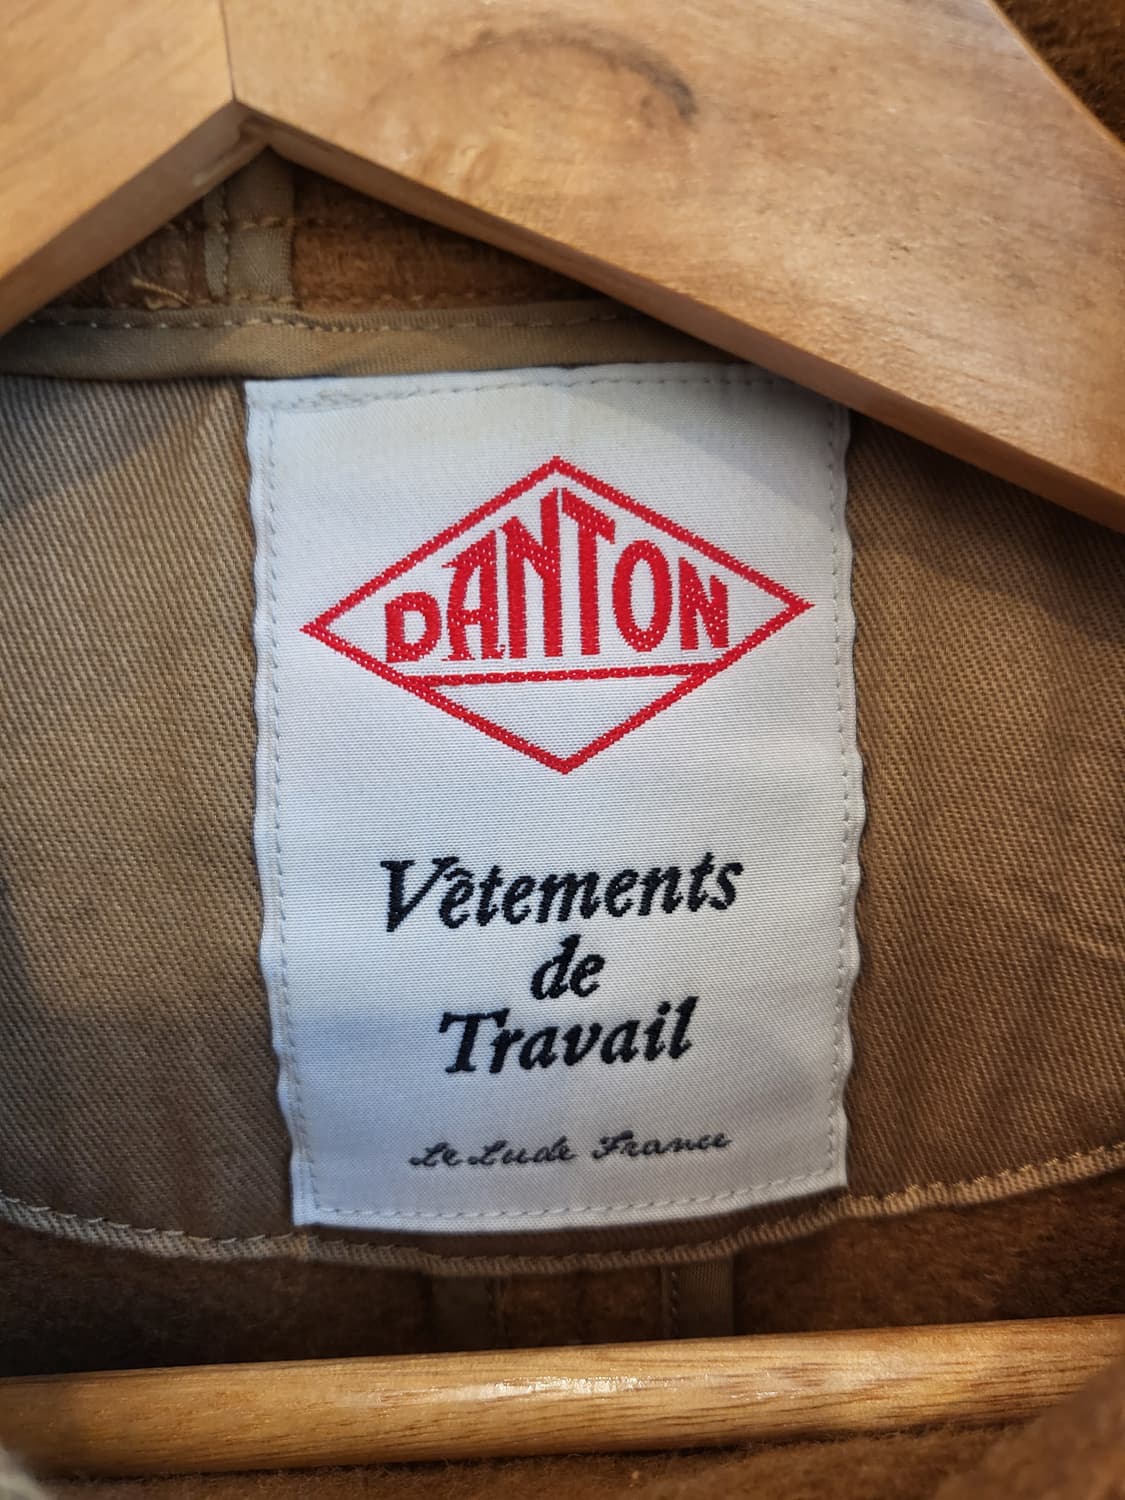 DANTON
Vêtements
de
Travail
Le Lude France